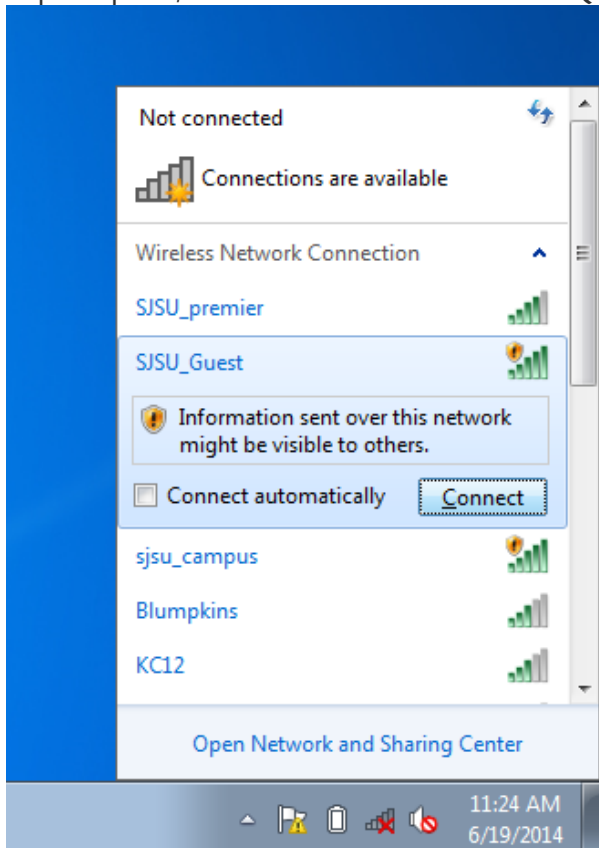 Not connected
Connections are available
Wireless Network Connection
SJSU_premier
SJSU_Guest
Information sent over this network
might be visible to others.
Connect automatically Connect
sjsu_campus
Blumpkins
KC12
Open Network and Sharing Center
11:24 AM
6/19/2014